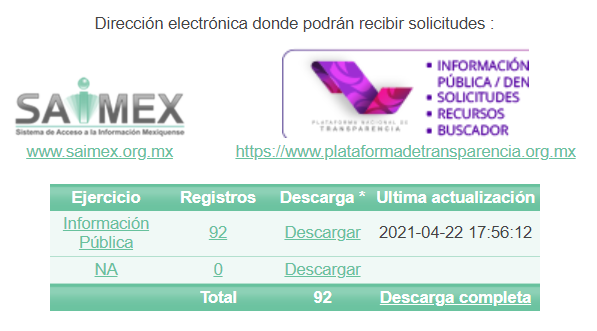 Dirección electrónica donde podrán recibir solicitudes :
SAIMEX
Sistema de Acceso a la Información Mexiquense
www.saimex.org.mx
PLATAFORMA NACIONAL DE
TRANSPARENCIA
INFORMACIÓN
PÚBLICA / DEN
SOLICITUDES
RECURSOS
BUSCADOR
https://www.plataformadetransparencia.org.mx
Ejercicio Registros Descarga * Ultima actualización
Información
Pública 92 Descargar 2021-04-22 17:56:12
NA 0 Descargar
Total 92 Descarga completa